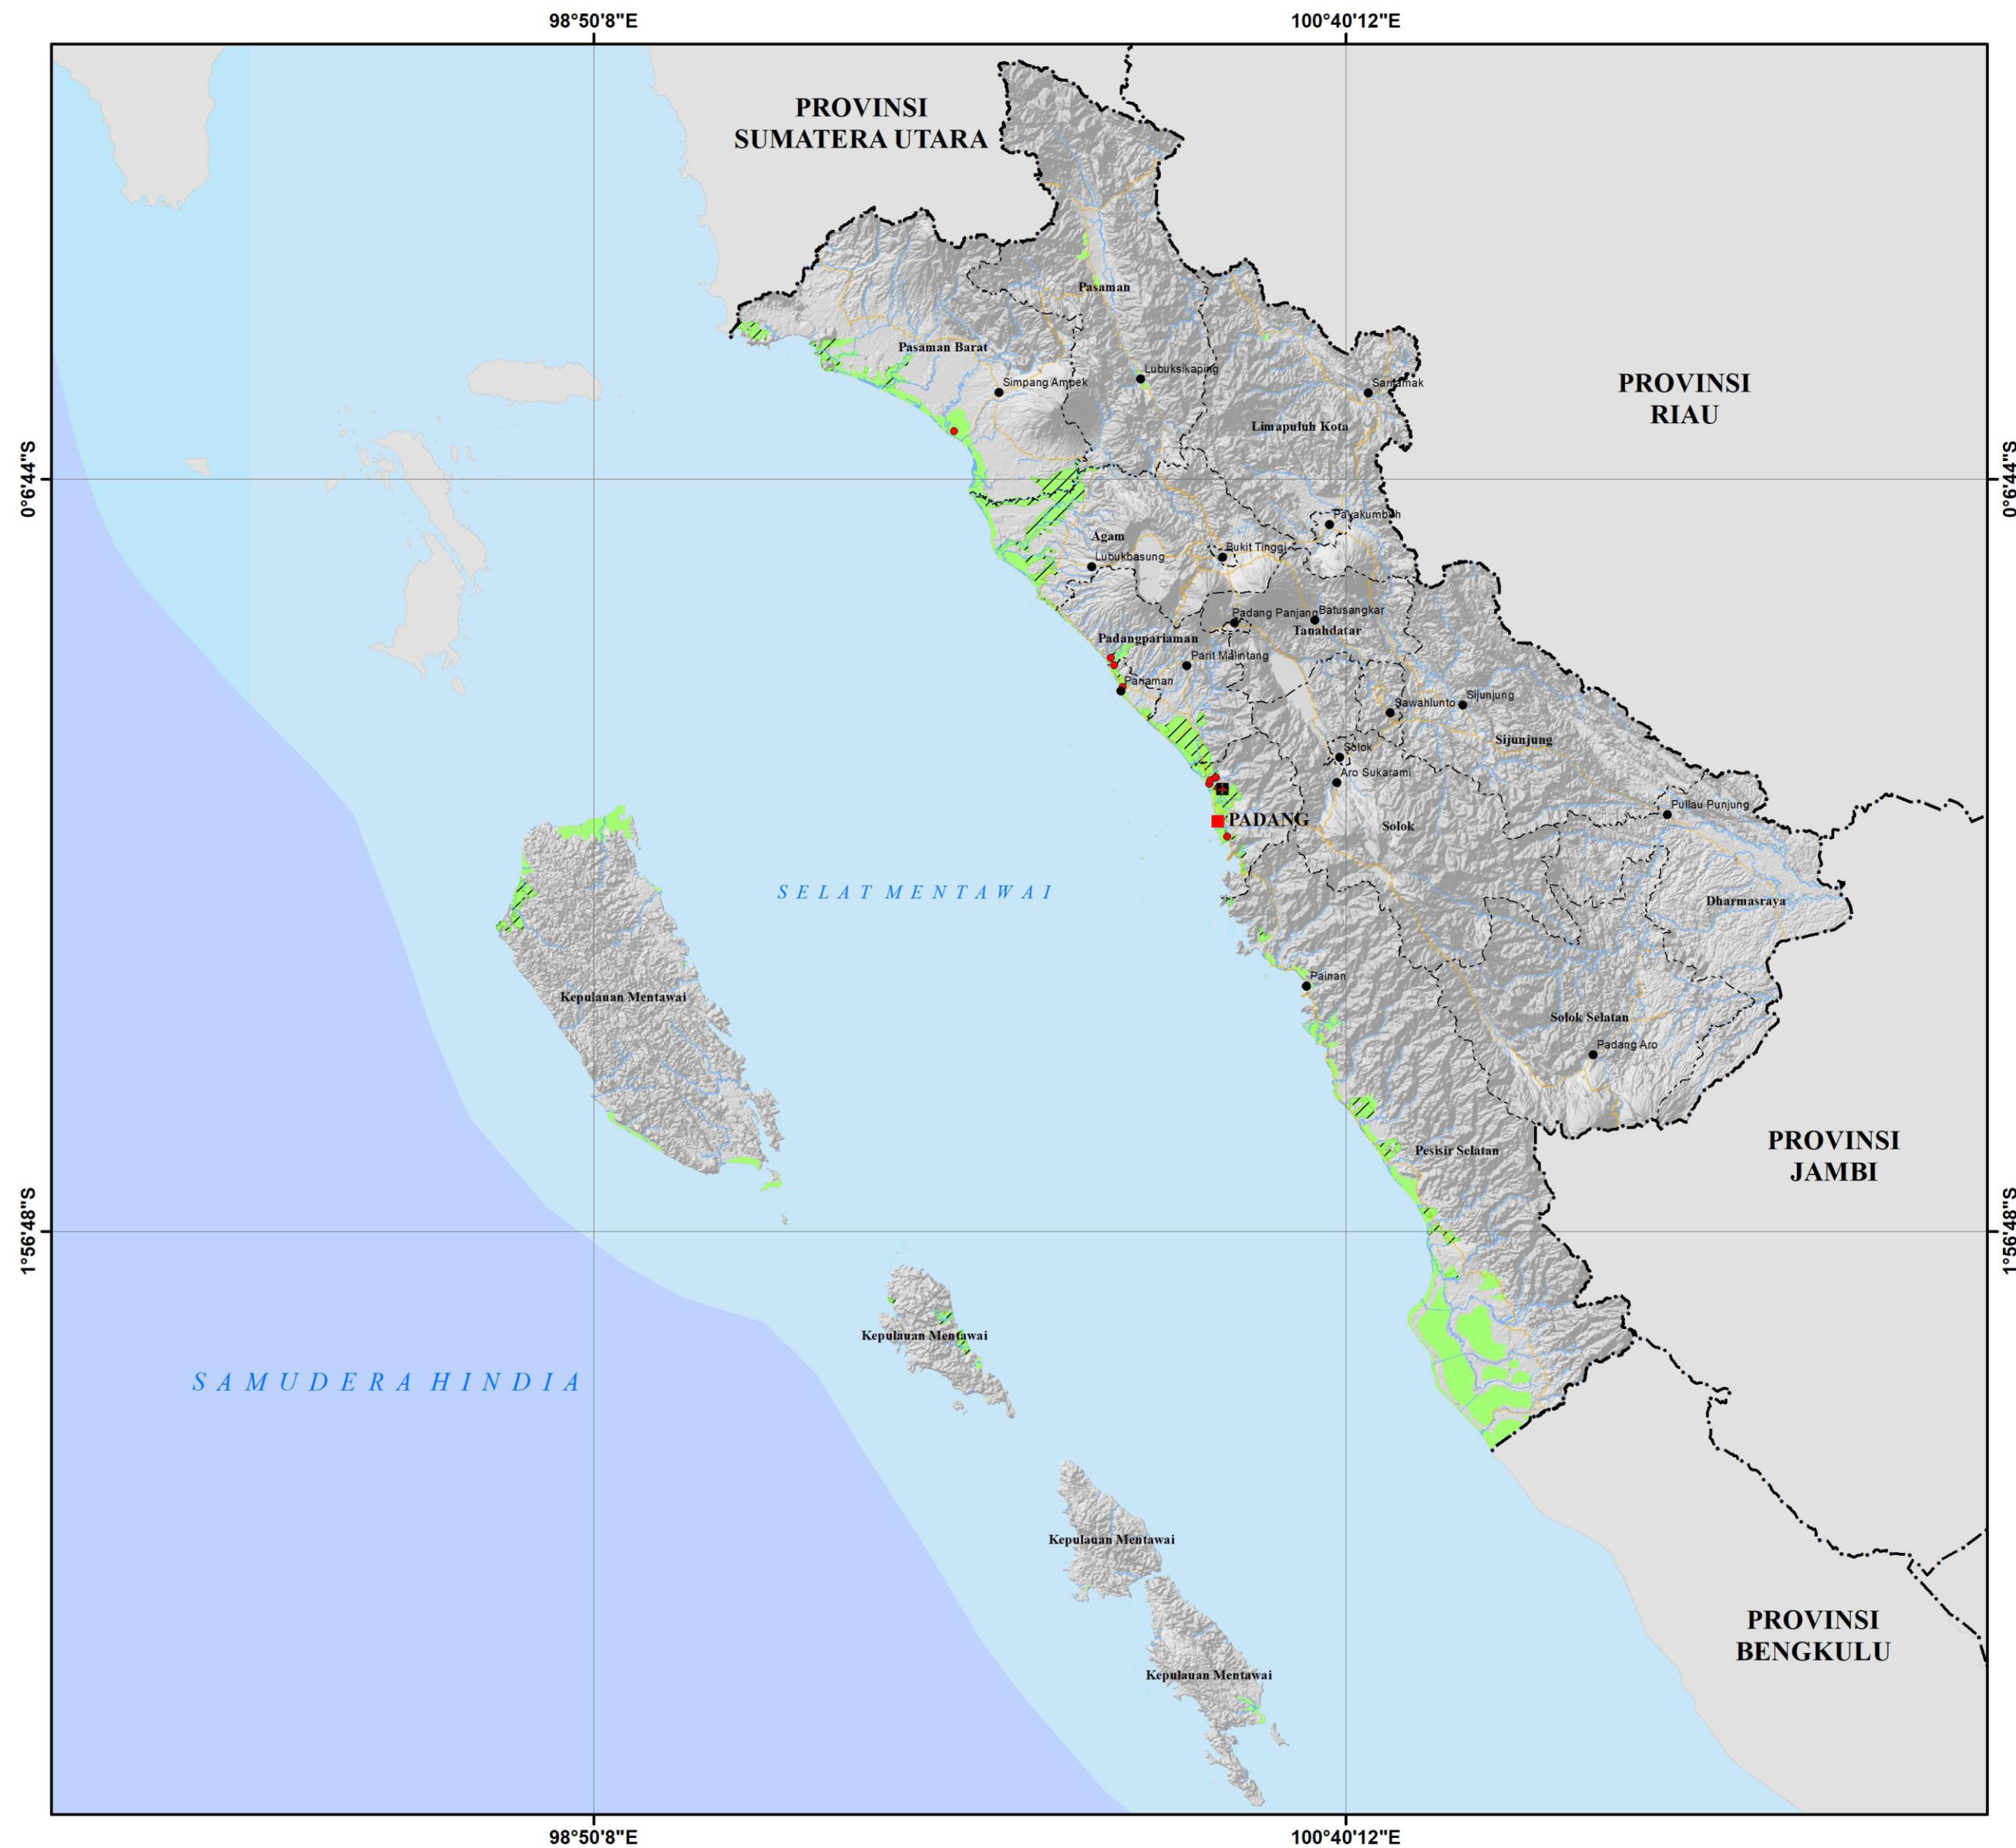 98°50'8"E
100°40'12"E
PROVINSI
SUMATERA UTARA
Pasaman
Pasaman Barat
Lubuksikaping
Simpang Ampek
Sarilamak
PROVINSI
RIAU
Limapuluh Kota
0°6'44"S
0°6'44"S
Payakumbuh
Agam
Bukit Tinggi
Lubukbasung
Padang Panjang
Batusangkar
Tanahdatar
Padangpariaman
Parit Malintang
Pariaman
Sijunjung
Sawahlunto
Sijunjung
Solok
Aro Sukarami
Pullau Punjung
PADANG
Solok
SELAT MENTAWAI
Dharmasraya
Painan
Kepulauan Mentawai
Solok Selatan
Padang Aro
PROVINSI
JAMBI
Pesisir Selatan
1°56'48"S
1°56'48"S
Kepulauan Mentawai
SAMUDERA HINDIA
Kepulauan Mentawai
PROVINSI
BENGKULU
Kepulauan Mentawai
98°50'8"E
100°40'12"E